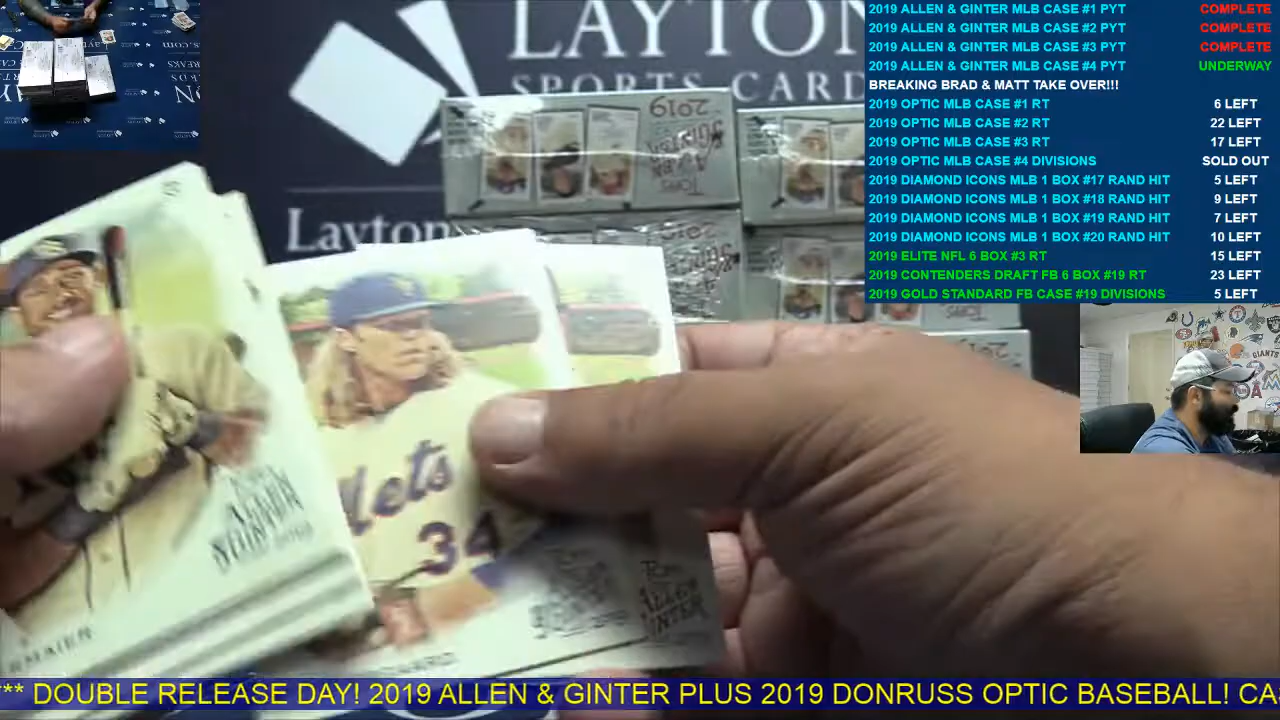 LAYTON
SPORTS CARD
Layton
2019
Mets
34
2019 ALLEN & GINTER MLB CASE #1 PYT COMPLETE
2019 ALLEN & GINTER MLB CASE #2 PYT COMPLETE
2019 ALLEN & GINTER MLB CASE #3 PYT COMPLETE
2019 ALLEN & GINTER MLB CASE #4 PYT UNDERWAY
BREAKING BRAD & MATT TAKE OVER!!!
2019 OPTIC MLB CASE #1 RT 6 LEFT
2019 OPTIC MLB CASE #2 RT 22 LEFT
2019 OPTIC MLB CASE #3 RT 17 LEFT
2019 OPTIC MLB CASE #4 DIVISIONS SOLD OUT
2019 DIAMOND ICONS MLB 1 BOX #17 RAND HIT 5 LEFT
2019 DIAMOND ICONS MLB 1 BOX #18 RAND HIT 9 LEFT
2019 DIAMOND ICONS MLB 1 BOX #19 RAND HIT 7 LEFT
2019 DIAMOND ICONS MLB 1 BOX #20 RAND HIT 10 LEFT
2019 ELITE NFL 6 BOX #3 RT 15 LEFT
2019 CONTENDERS DRAFT FB 6 BOX #19 RT 23 LEFT
2019 GOLD STANDARD FB CASE #19 DIVISIONS 5 LEFT
GIANTS
** DOUBLE RELEASE DAY! 2019 ALLEN & GINTER PLUS 2019 DONRUSS OPTIC BASEBALL! CA